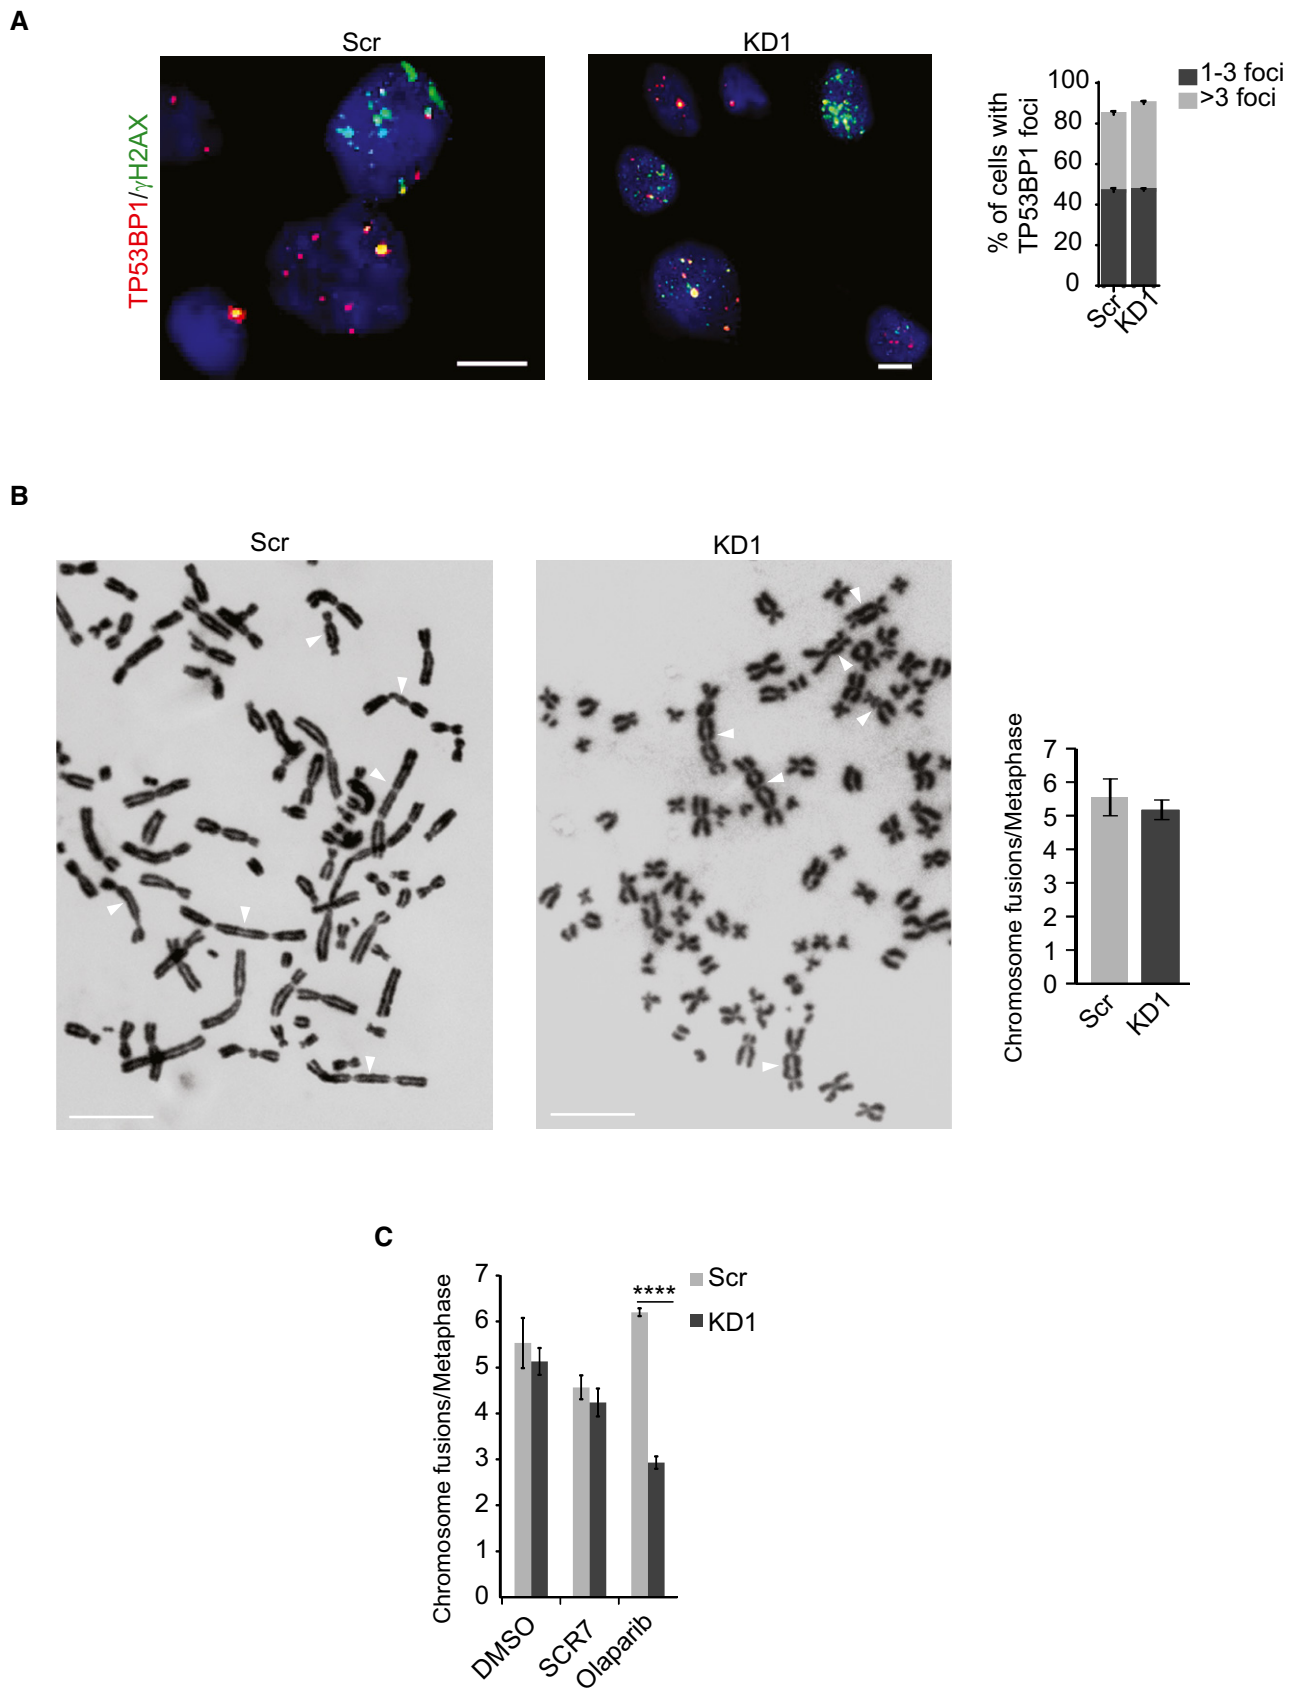 A
Scr
KD1
TP53BP1/γH2AX
% of cells with
TP53BP1 foci
100
80
60
40
20
0
Scr
KD1
1-3 foci
>3 foci
B
Scr
KD1
Chromosome fusions/Metaphase
7
6
5
4
3
2
1
0
Scr
KD1
C
Chromosome fusions/Metaphase
7
6
5
4
3
2
1
0
****
Scr
KD1
DMSO
SCR7
Olaparib